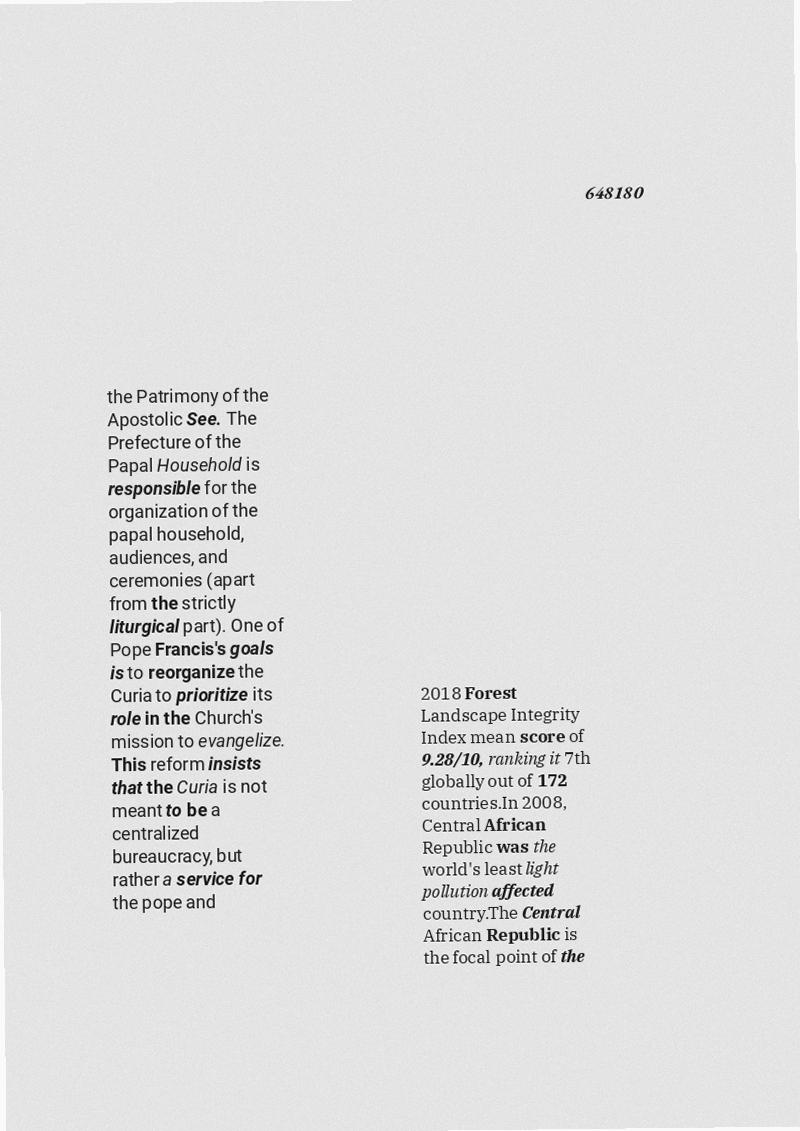 648180
the Patrimony of the
Apostolic See. The
Prefecture of the
Papal Household is
responsible for the
organization of the
papal household,
audiences, and
ceremonies (apart
from the strictly
liturgical part). One of
Pope Francis's goals
is to reorganize the
Curia to prioritize its
role in the Church's
mission to evangelize.
This reform insists
that the Curia is not
meant to be a
centralized
bureaucracy, but
rather a service for
the pope and
2018 Forest
Landscape Integrity
Index mean score of
9.28/10, ranking it 7th
globally out of 172
countries.In 2008,
Central African
Republic was the
world's least light
pollution affected
country.The Central
African Republic is
the focal point of the